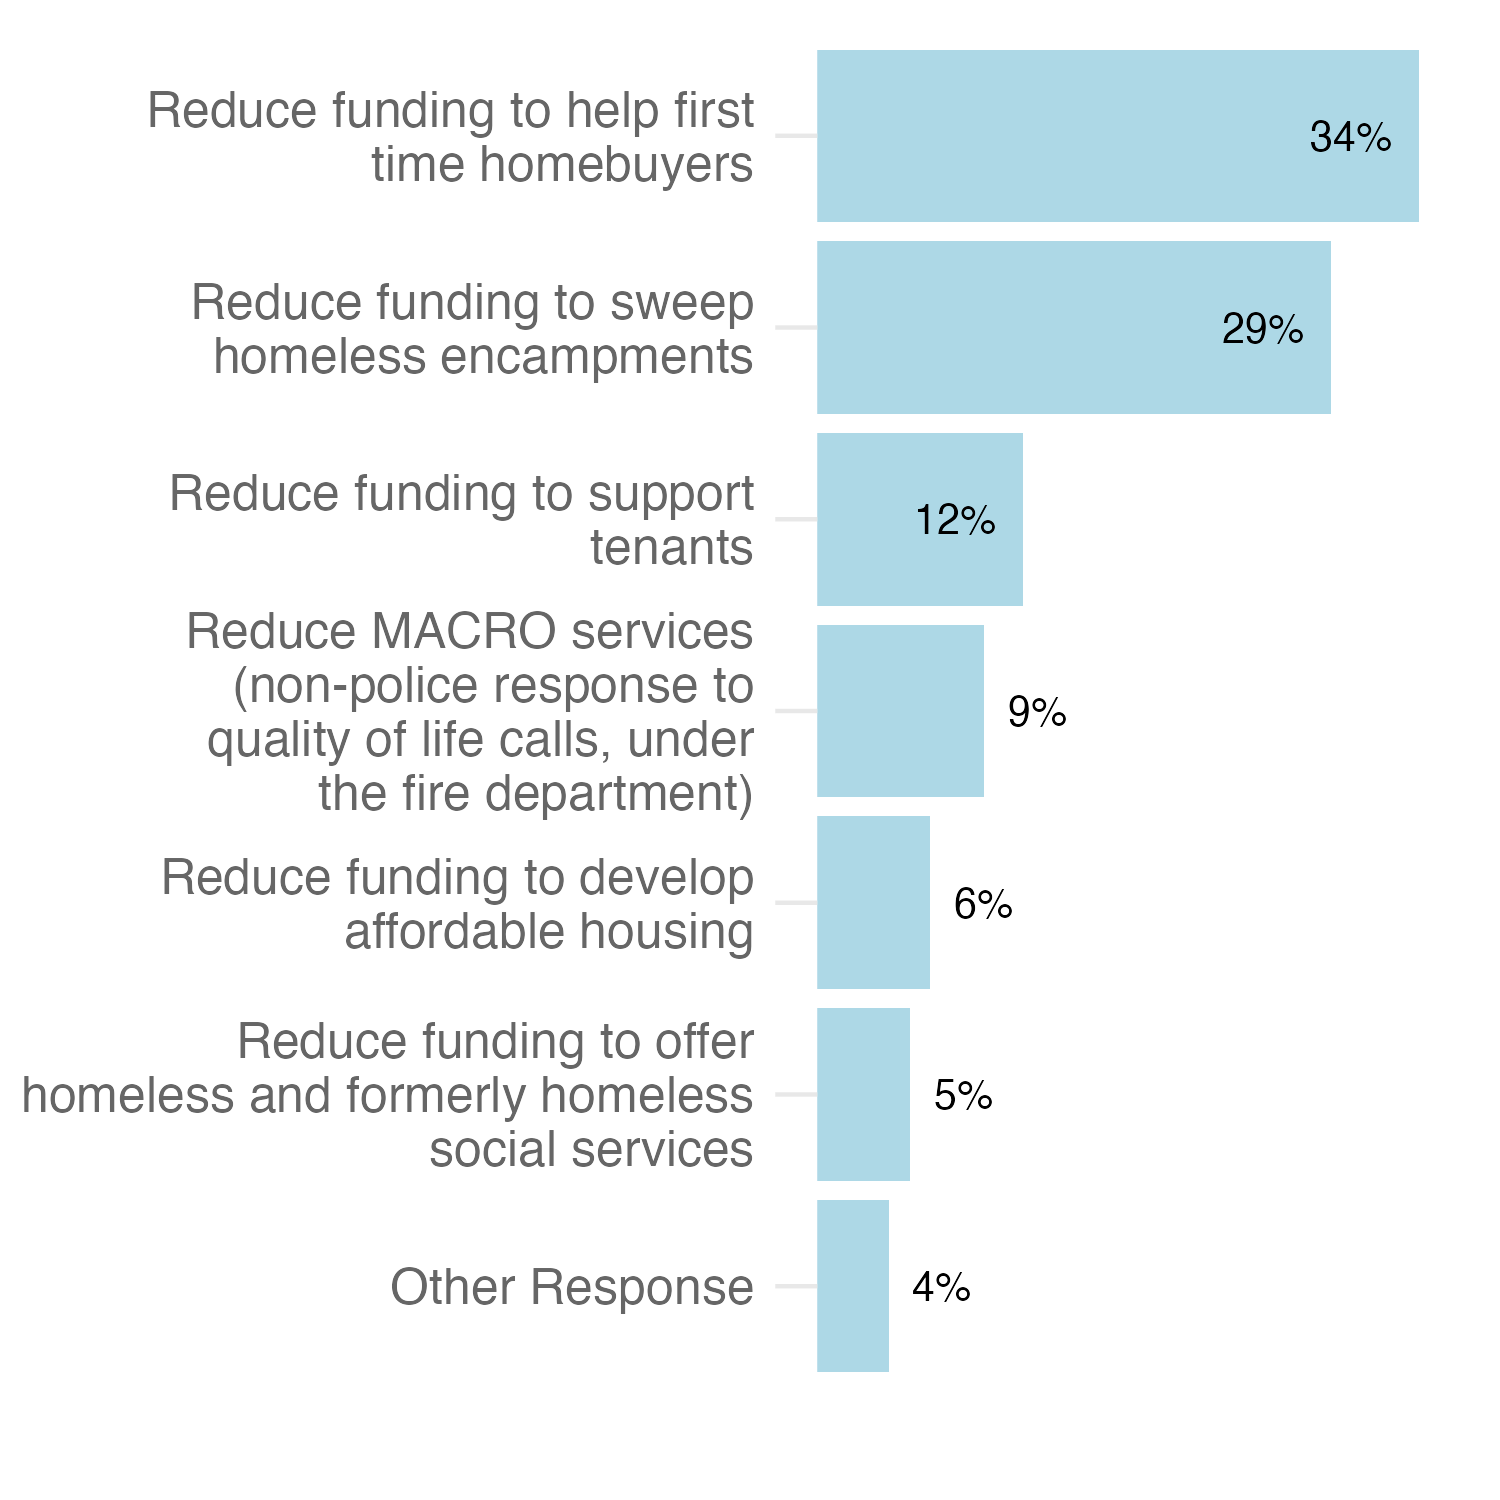 Reduce funding to help first
time homebuyers
34%
Reduce funding to sweep
homeless encampments
29%
Reduce funding to support
tenants
12%
Reduce MACRO services
(non-police response to
quality of life calls, under
the fire department)
9%
Reduce funding to develop
affordable housing
6%
Reduce funding to offer
homeless and formerly homeless
social services
5%
Other Response
4%